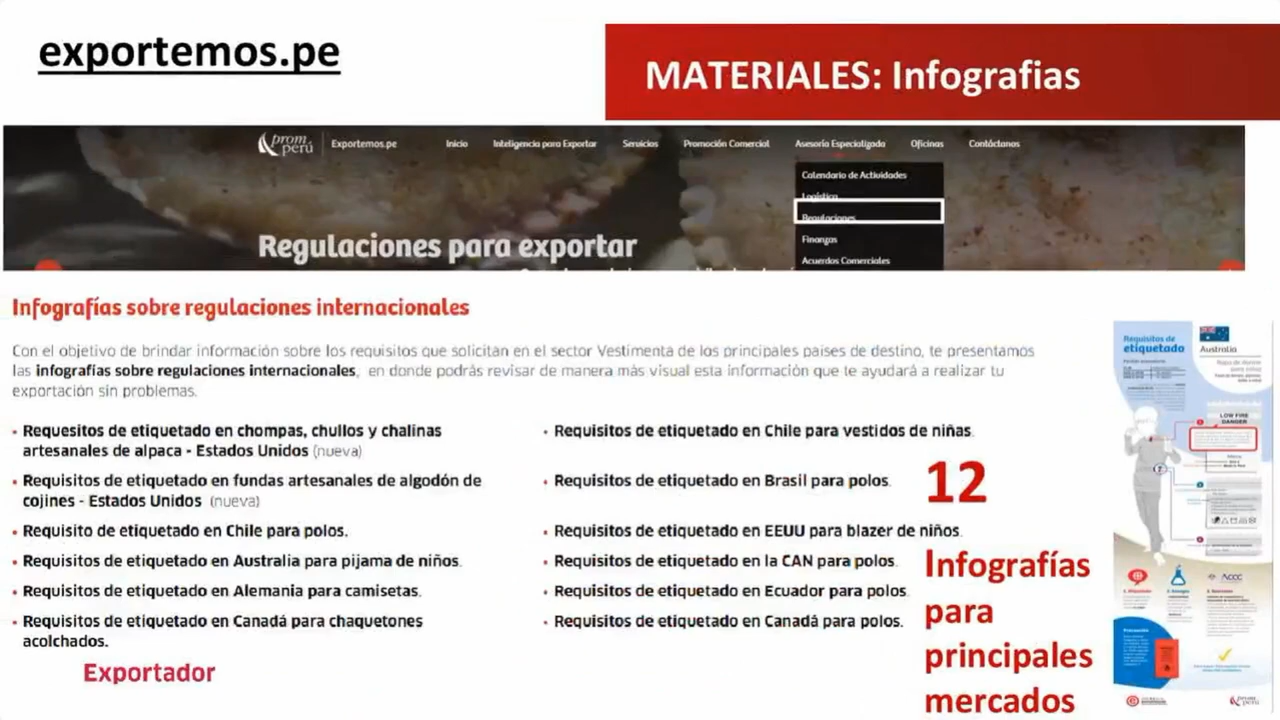 exportemos.pe
MATERIALES: Infografias
prom perú
Exportemos.pe
Inicio
Inteligencia para Exportar
Servicios
Promoción Comercial
Asesoría Especializada
Oficinas
Contáctanos
Calendario de Actividades
Logística
Regulaciones
Finanzas
Acuerdos Comerciales
Regulaciones para exportar
Infografías sobre regulaciones internacionales
Con el objetivo de brindar información sobre los requisitos que solicitan en el sector Vestimenta de los principales países de destino, te presentamos
las infografías sobre regulaciones internacionales, en donde podrás revisar de manera más visual esta información que te ayudará a realizar tu
exportación sin problemas.
• Requesitos de etiquetado en chompas, chullos y chalinas
artesanales de alpaca - Estados Unidos (nueva)
• Requisitos de etiquetado en fundas artesanales de algodón de
cojines - Estados Unidos (nueva)
• Requisito de etiquetado en Chile para polos.
• Requisitos de etiquetado en Australia para pijama de niños.
• Requisitos de etiquetado en Alemania para camisetas.
• Requisitos de etiquetado en Canadá para chaquetones
acolchados.
• Requisitos de etiquetado en Chile para vestidos de niñas.
• Requisitos de etiquetado en Brasil para polos.
• Requisitos de etiquetado en EEUU para blazer de niños.
• Requisitos de etiquetado en la CAN para polos.
• Requisitos de etiquetado en Ecuador para polos.
• Requisitos de etiquetado en Canadá para polos.
Exportador
12
Infografías
para
principales
mercados
Requisitos de
etiquetado
Australia
LOW FIRE
DANGER
ACCC
prom perú